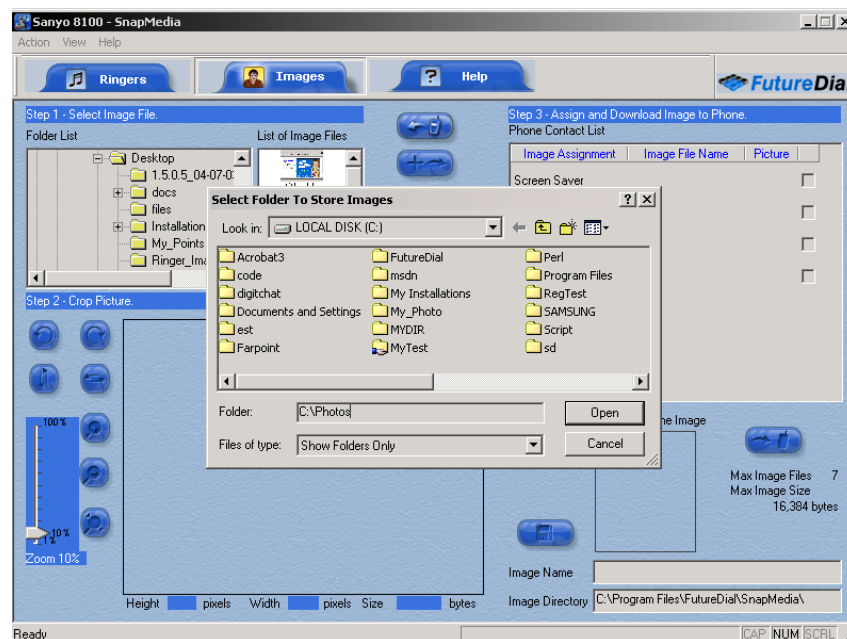 Sanyo 8100 - SnapMedia
Action View Help
Ringers Images Help
FutureDial
Step 1 - Select Image File.
Folder List List of Image Files
Desktop
1.5.0.5_04-07-0
docs
files
Installation
My_Points
Ringer_Ima
Step 2 - Crop Picture.
Step 3 - Assign and Download Image to Phone.
Phone Contact List
Image Assignment Image File Name Picture
Screen Saver
Select Folder To Store Images
Look in: LOCAL DISK (C:)
Acrobat3 FutureDial Perl
code msdn Program Files
digitchat My Installations RegTest
Documents and Settings My_Photo SAMSUNG
est MYDIR Script
Farpoint MyTest sd
Folder: C:\Photos Open
Files of type: Show Folders Only Cancel
100 %
10 %
1 %
Zoom 10%
ne Image
Max Image Files 7
Max Image Size
16,384 bytes
Image Name
Height pixels Width pixels Size bytes
Image Directory C:\Program Files\FutureDial\SnapMedia\
Ready CAP NUM SCRL